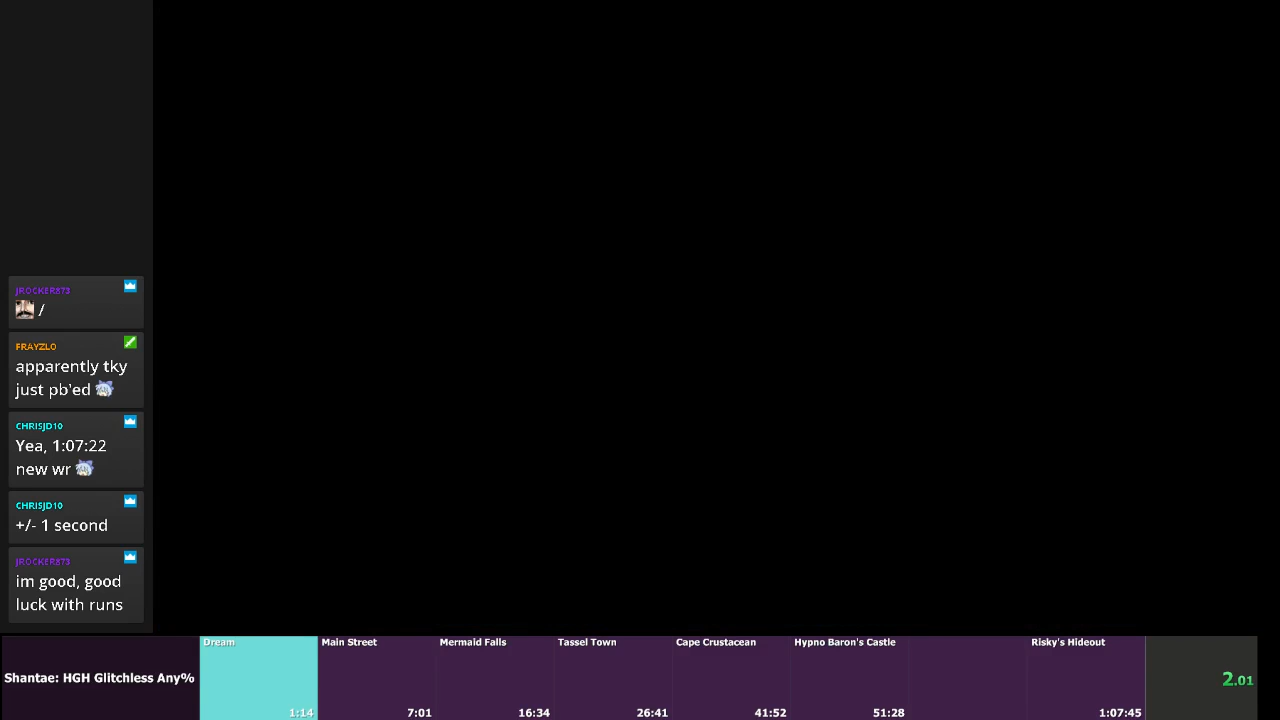 JROCKER873
/
FRAYZLO
apparently tky
just pb'ed
CHRISJD10
Yea, 1:07:22
new wr
CHRISJD10
+/- 1 second
JROCKER873
im good, good
luck with runs
Shantae: HGH Glitchless Any%
Dream
1:14
Main Street
7:01
Mermaid Falls
16:34
Tassel Town
26:41
Cape Crustacean
41:52
Hypno Baron's Castle
51:28
Risky's Hideout
1:07:45
2.01